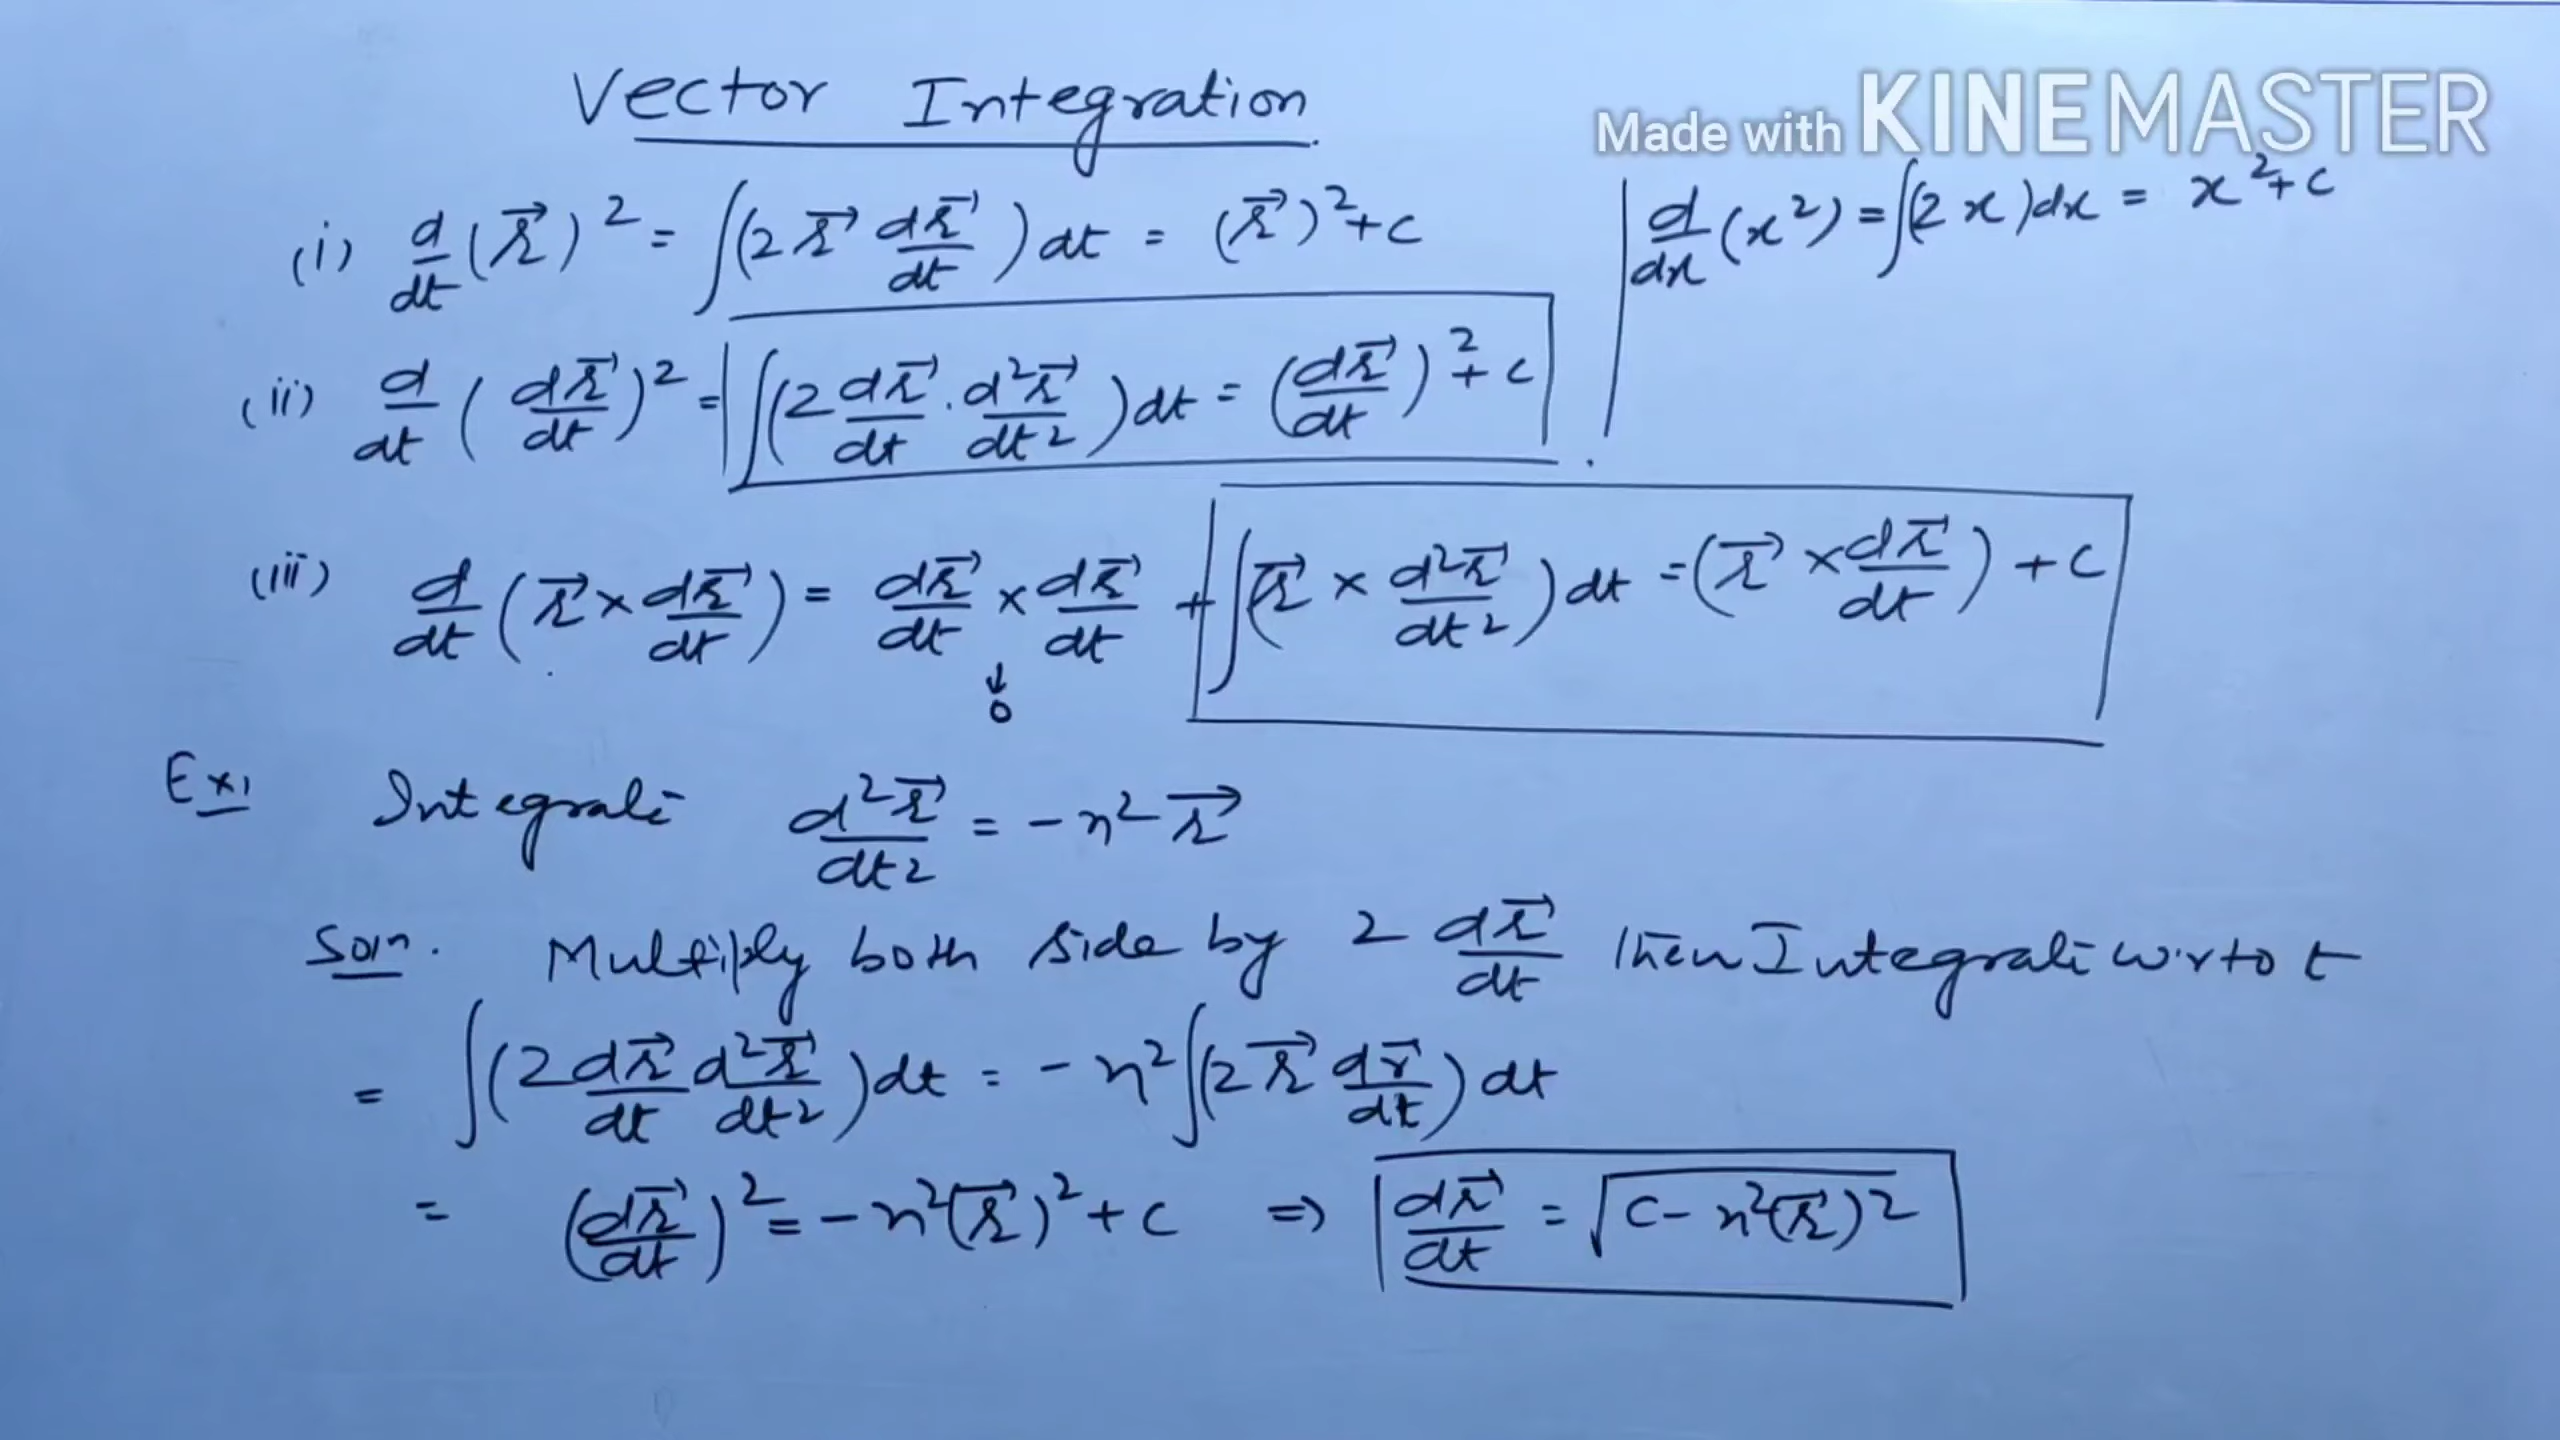 Vector Integration
Made with KINEMASTER
(i) d/dt (r⃗)² = ∫(2r⃗ dr⃗/dt)dt = (r⃗)²+c
d/dx (x²) = ∫(2x)dx = x²+c
(ii) d/dt (dr⃗/dt)² = ∫(2 dr⃗/dt . d²r⃗/dt2)dt = (dr⃗/dt)²+c
(iii) d/dt (r⃗ × dr⃗/dt) = dr⃗/dt × dr⃗/dt + ∫(r⃗ × d²r⃗/dt2)dt = (r⃗ × dr⃗/dt) + c
↓
0
Ex1 Integrate d²r⃗/dt2 = -n² r⃗
Soln. Multiply both side by 2 dr⃗/dt then Integrate w.r to t
= ∫(2 dr⃗/dt d²r⃗/dt2)dt = -n² ∫(2r⃗ dr⃗/dt)dt
= (dr⃗/dt)² = -n²(r⃗)²+c ⇒ dr⃗/dt = √(c - n²(r⃗)²)